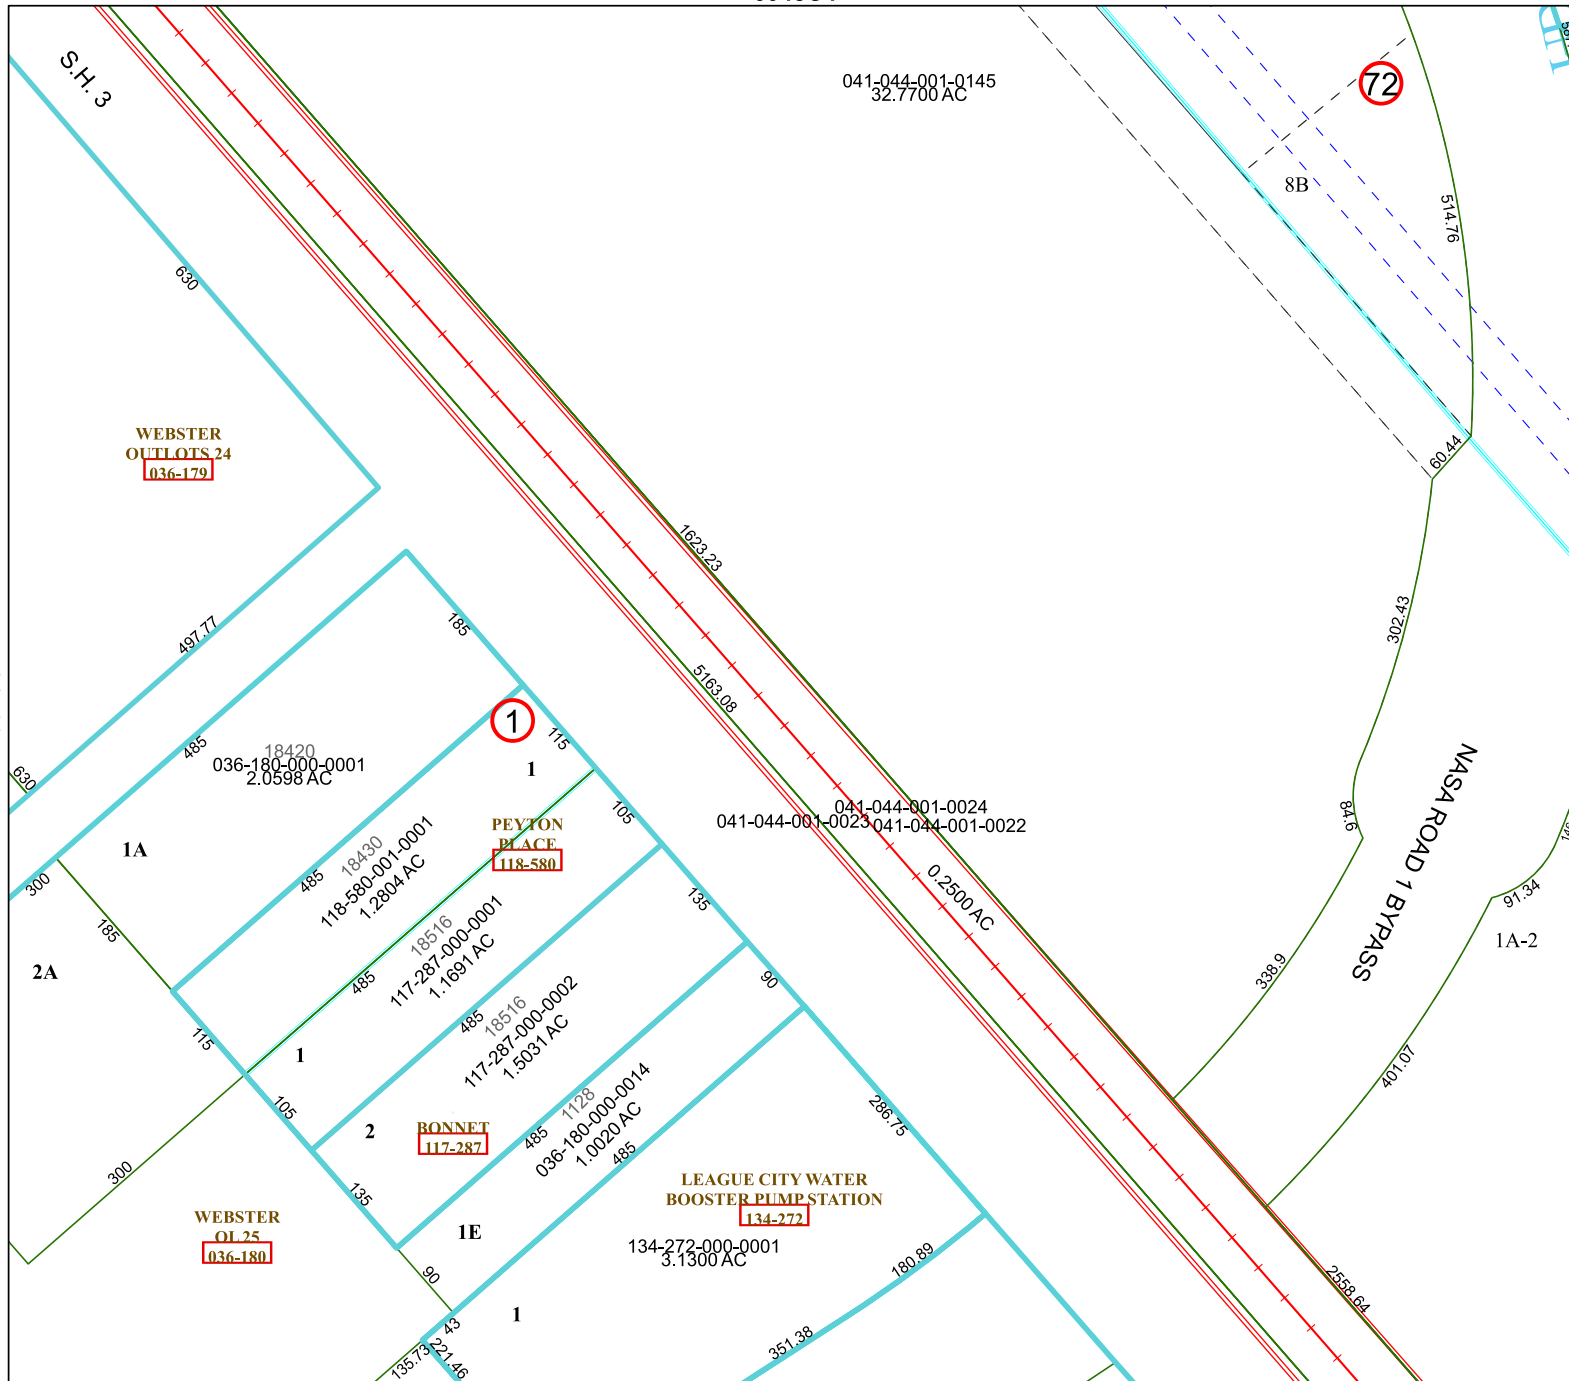 S.H. 3
041-044-001-0145
32.7700 AC
72
8B
514.76
630
WEBSTER
OUTLOTS 24
036-179
60.44
1623.23
302.43
497.77
185
5163.08
1
115
485
18420
036-180-000-0001
2.0598 AC
630
1
105
041-044-001-0024
041-044-001-0023
041-044-001-0022
84.6
NASA ROAD 1 BYPASS
PEYTON
PLACE
118-580
1A
18430
118-580-001-0001
1.2804 AC
485
300
185
135
0.2500 AC
91.34
1A-2
2A
18516
117-287-000-0001
1.1691 AC
485
90
338.9
115
1
18516
117-287-000-0002
1.5031 AC
485
105
401.07
2
BONNET
117-287
485
1128
036-180-000-0014
1.0020 AC
485
286.75
300
135
LEAGUE CITY WATER
BOOSTER PUMP STATION
134-272
134-272-000-0001
3.1300 AC
WEBSTER
OL 25
036-180
1E
180.89
90
2558.64
1
43
221.46
135.73
351.38